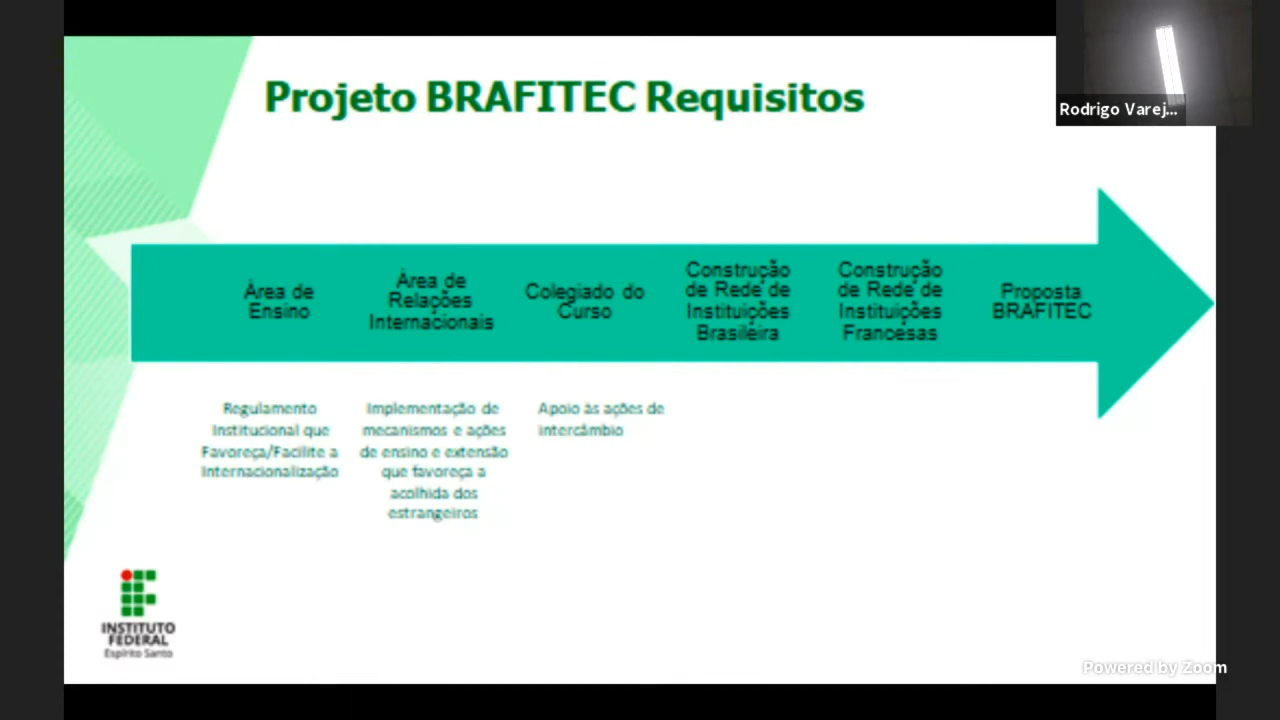 Projeto BRAFITEC Requisitos
Rodrigo Varej...
Área de
Ensino
Área de
Relações
Internacionais
Colegiado do
Curso
Construção
de Rede de
Instituições
Brasileira
Construção
de Rede de
Instituições
Francesas
Proposta
BRAFITEC
Regulamento
Institucional que
Favoreça/Facilite a
Internacionalização
Implementação de
mecanismos e ações
de ensino e extensão
que favoreça a
acolhida dos
estrangeiros
Apoio às ações de
intercâmbio
INSTITUTO
FEDERAL
Espírito Santo
Powered by Zoom